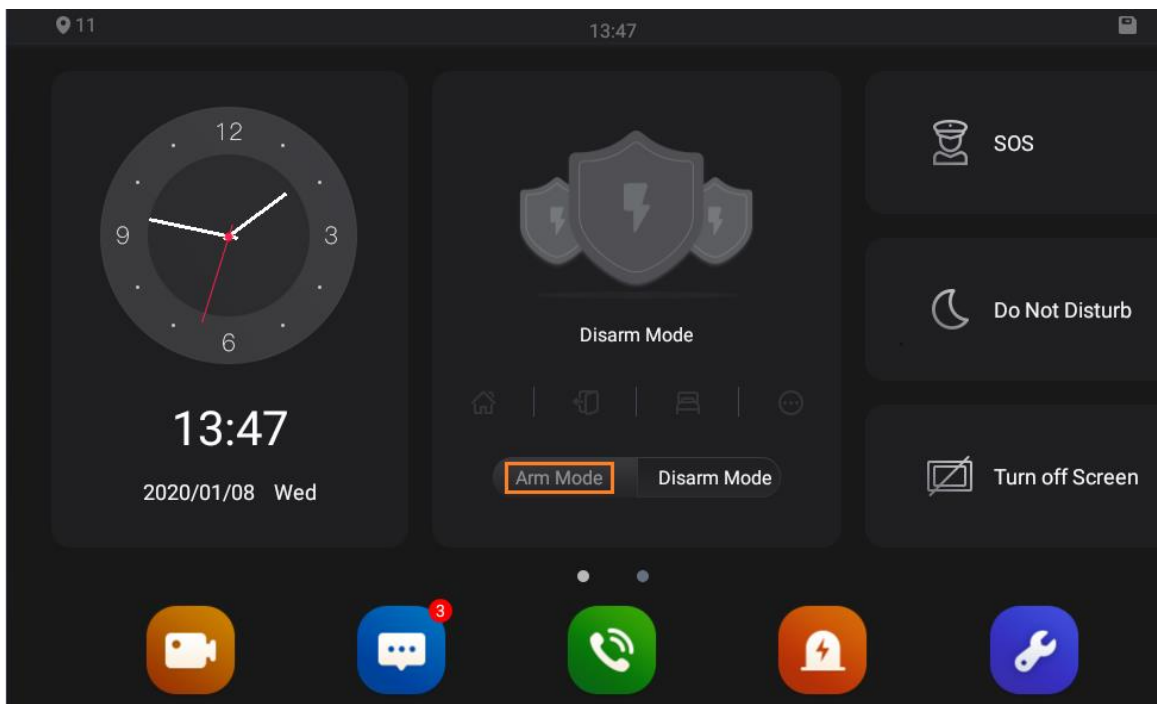 11
13:47
12
9
3
6
13:47
2020/01/08 Wed
Disarm Mode
Arm Mode
Disarm Mode
SOS
Do Not Disturb
Turn off Screen
3